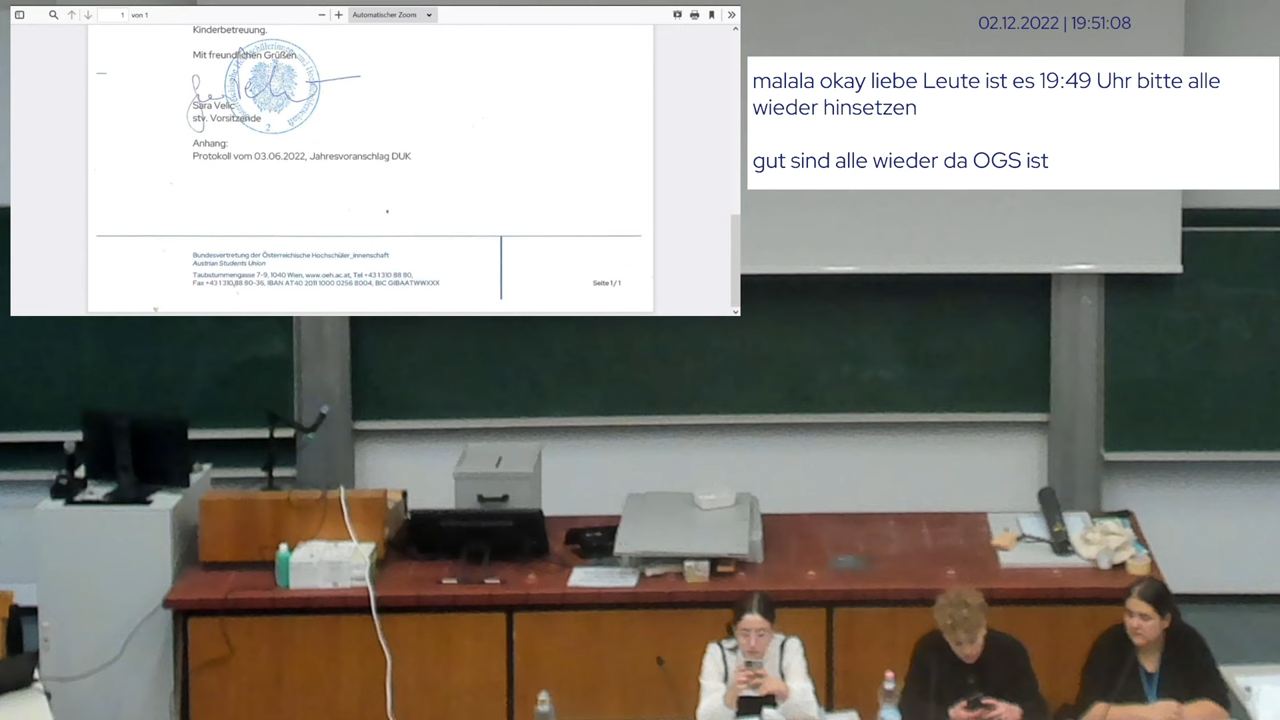 1 von 1
Automatischer Zoom
02.12.2022 | 19:51:08
Kinderbetreuung.
Mit freundlichen Grüßen
Sara Velic
stv. Vorsitzende
2
Anhang:
Protokoll vom 03.06.2022, Jahresvoranschlag DUK
Bundesvertretung der Österreichische Hochschüler_innenschaft
Austrian Students Union
Taubstummengasse 7-9, 1040 Wien, www.oeh.ac.at, Tel +43 1 310 88 80,
Fax +43 1 310 88 80-36, IBAN AT40 2011 1000 0256 8004, BIC GIBAATWWXXX
Seite 1 / 1
malala okay liebe Leute ist es 19:49 Uhr bitte alle
wieder hinsetzen
gut sind alle wieder da OGS ist